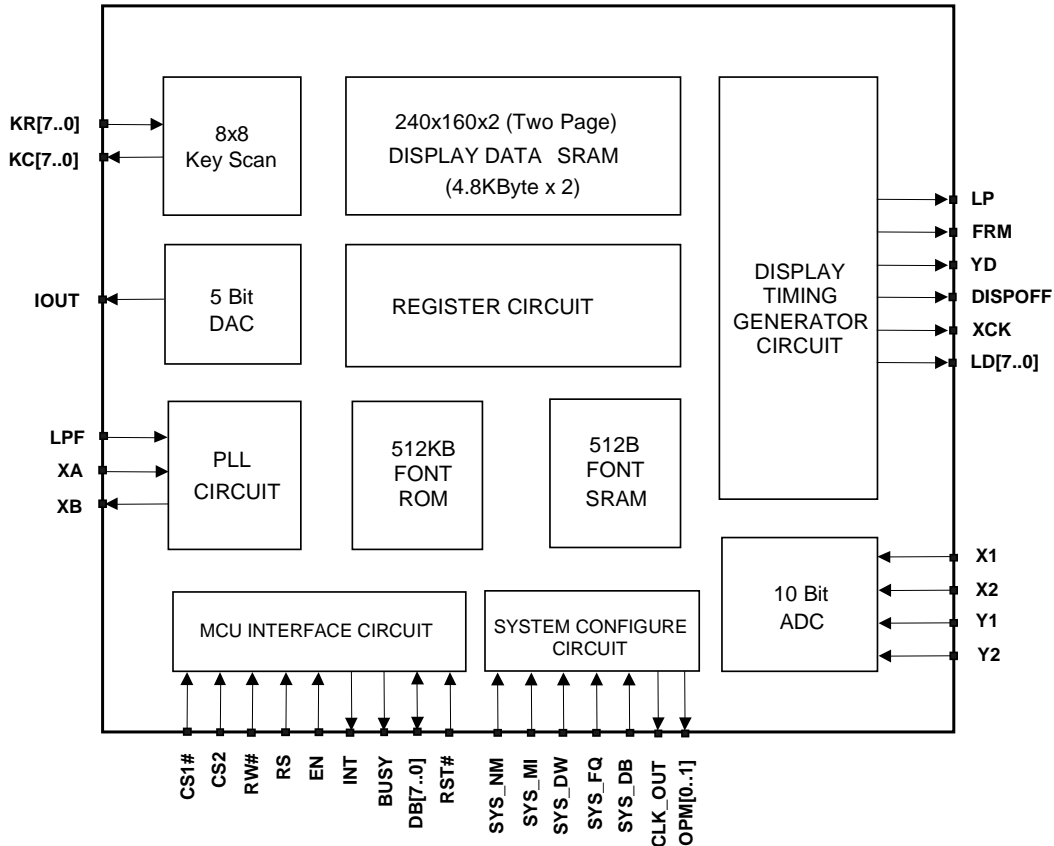 KR[7..0]
KC[7..0]
8x8
Key Scan
240x160x2 (Two Page)
DISPLAY DATA SRAM
(4.8KByte x 2)
DISPLAY
TIMING
GENERATOR
CIRCUIT
LP
FRM
YD
DISPOFF
XCK
LD[7..0]
IOUT
5 Bit
DAC
REGISTER CIRCUIT
LPF
XA
XB
PLL
CIRCUIT
512KB
FONT
ROM
512B
FONT
SRAM
10 Bit
ADC
X1
X2
Y1
Y2
MCU INTERFACE CIRCUIT
SYSTEM CONFIGURE
CIRCUIT
CS1#
CS2
RW#
RS
EN
INT
BUSY
DB[7..0]
RST#
SYS_NM
SYS_MI
SYS_DW
SYS_FQ
SYS_DB
CLK_OUT
OPM[0..1]